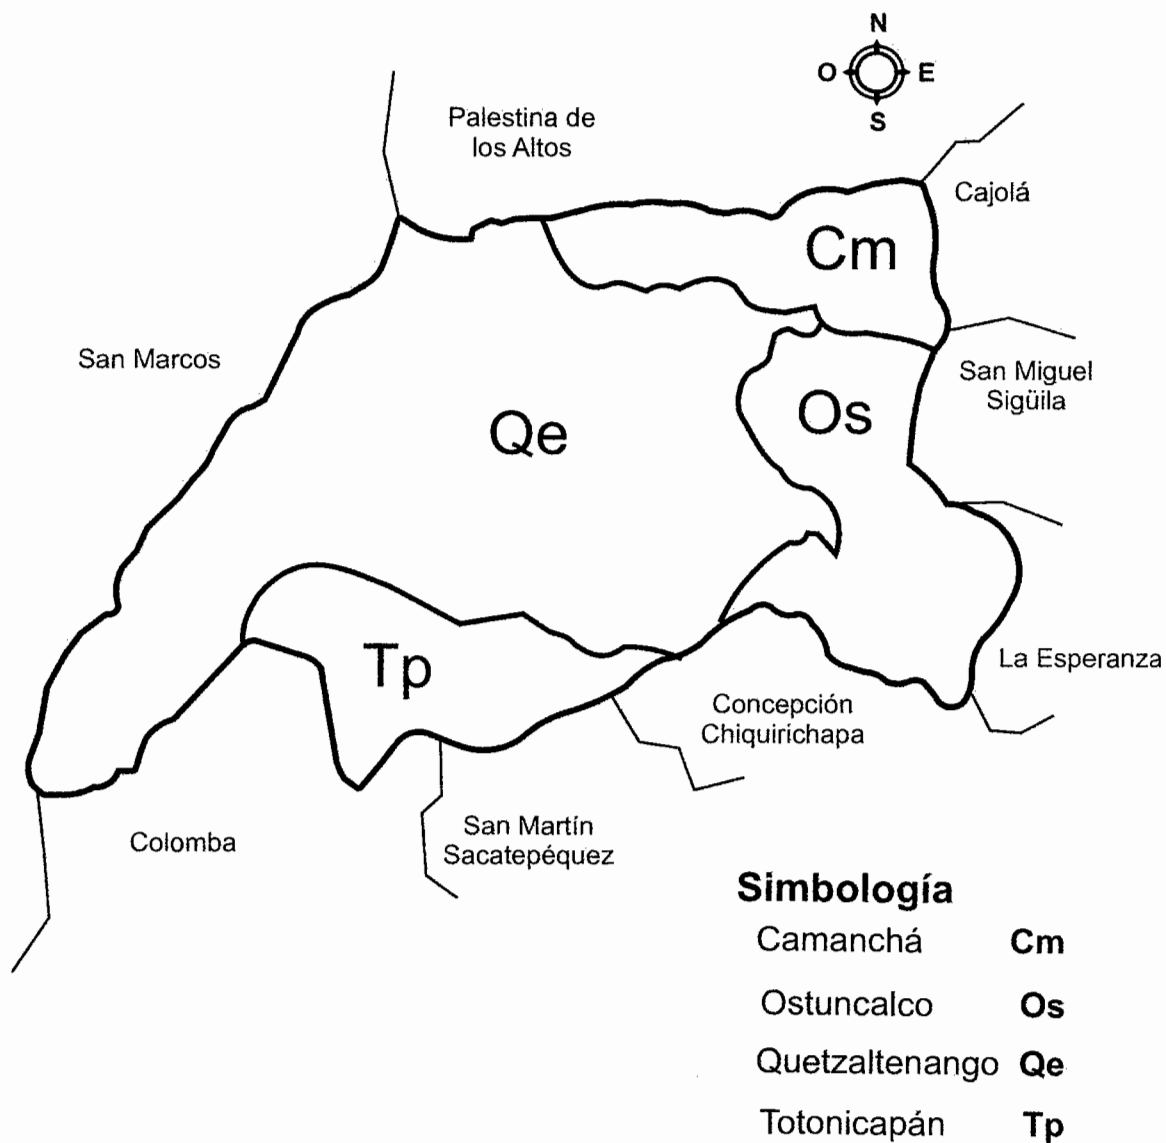 N
O E
S
Palestina de
los Altos
Cajolá
Cm
San Marcos
San Miguel
Sigüila
Os
Qe
Tp
La Esperanza
Concepción
Chiquirichapa
Colomba
San Martín
Sacatepéquez
Simbología
Camanchá Cm
Ostuncalco Os
Quetzaltenango Qe
Totonicapán Tp